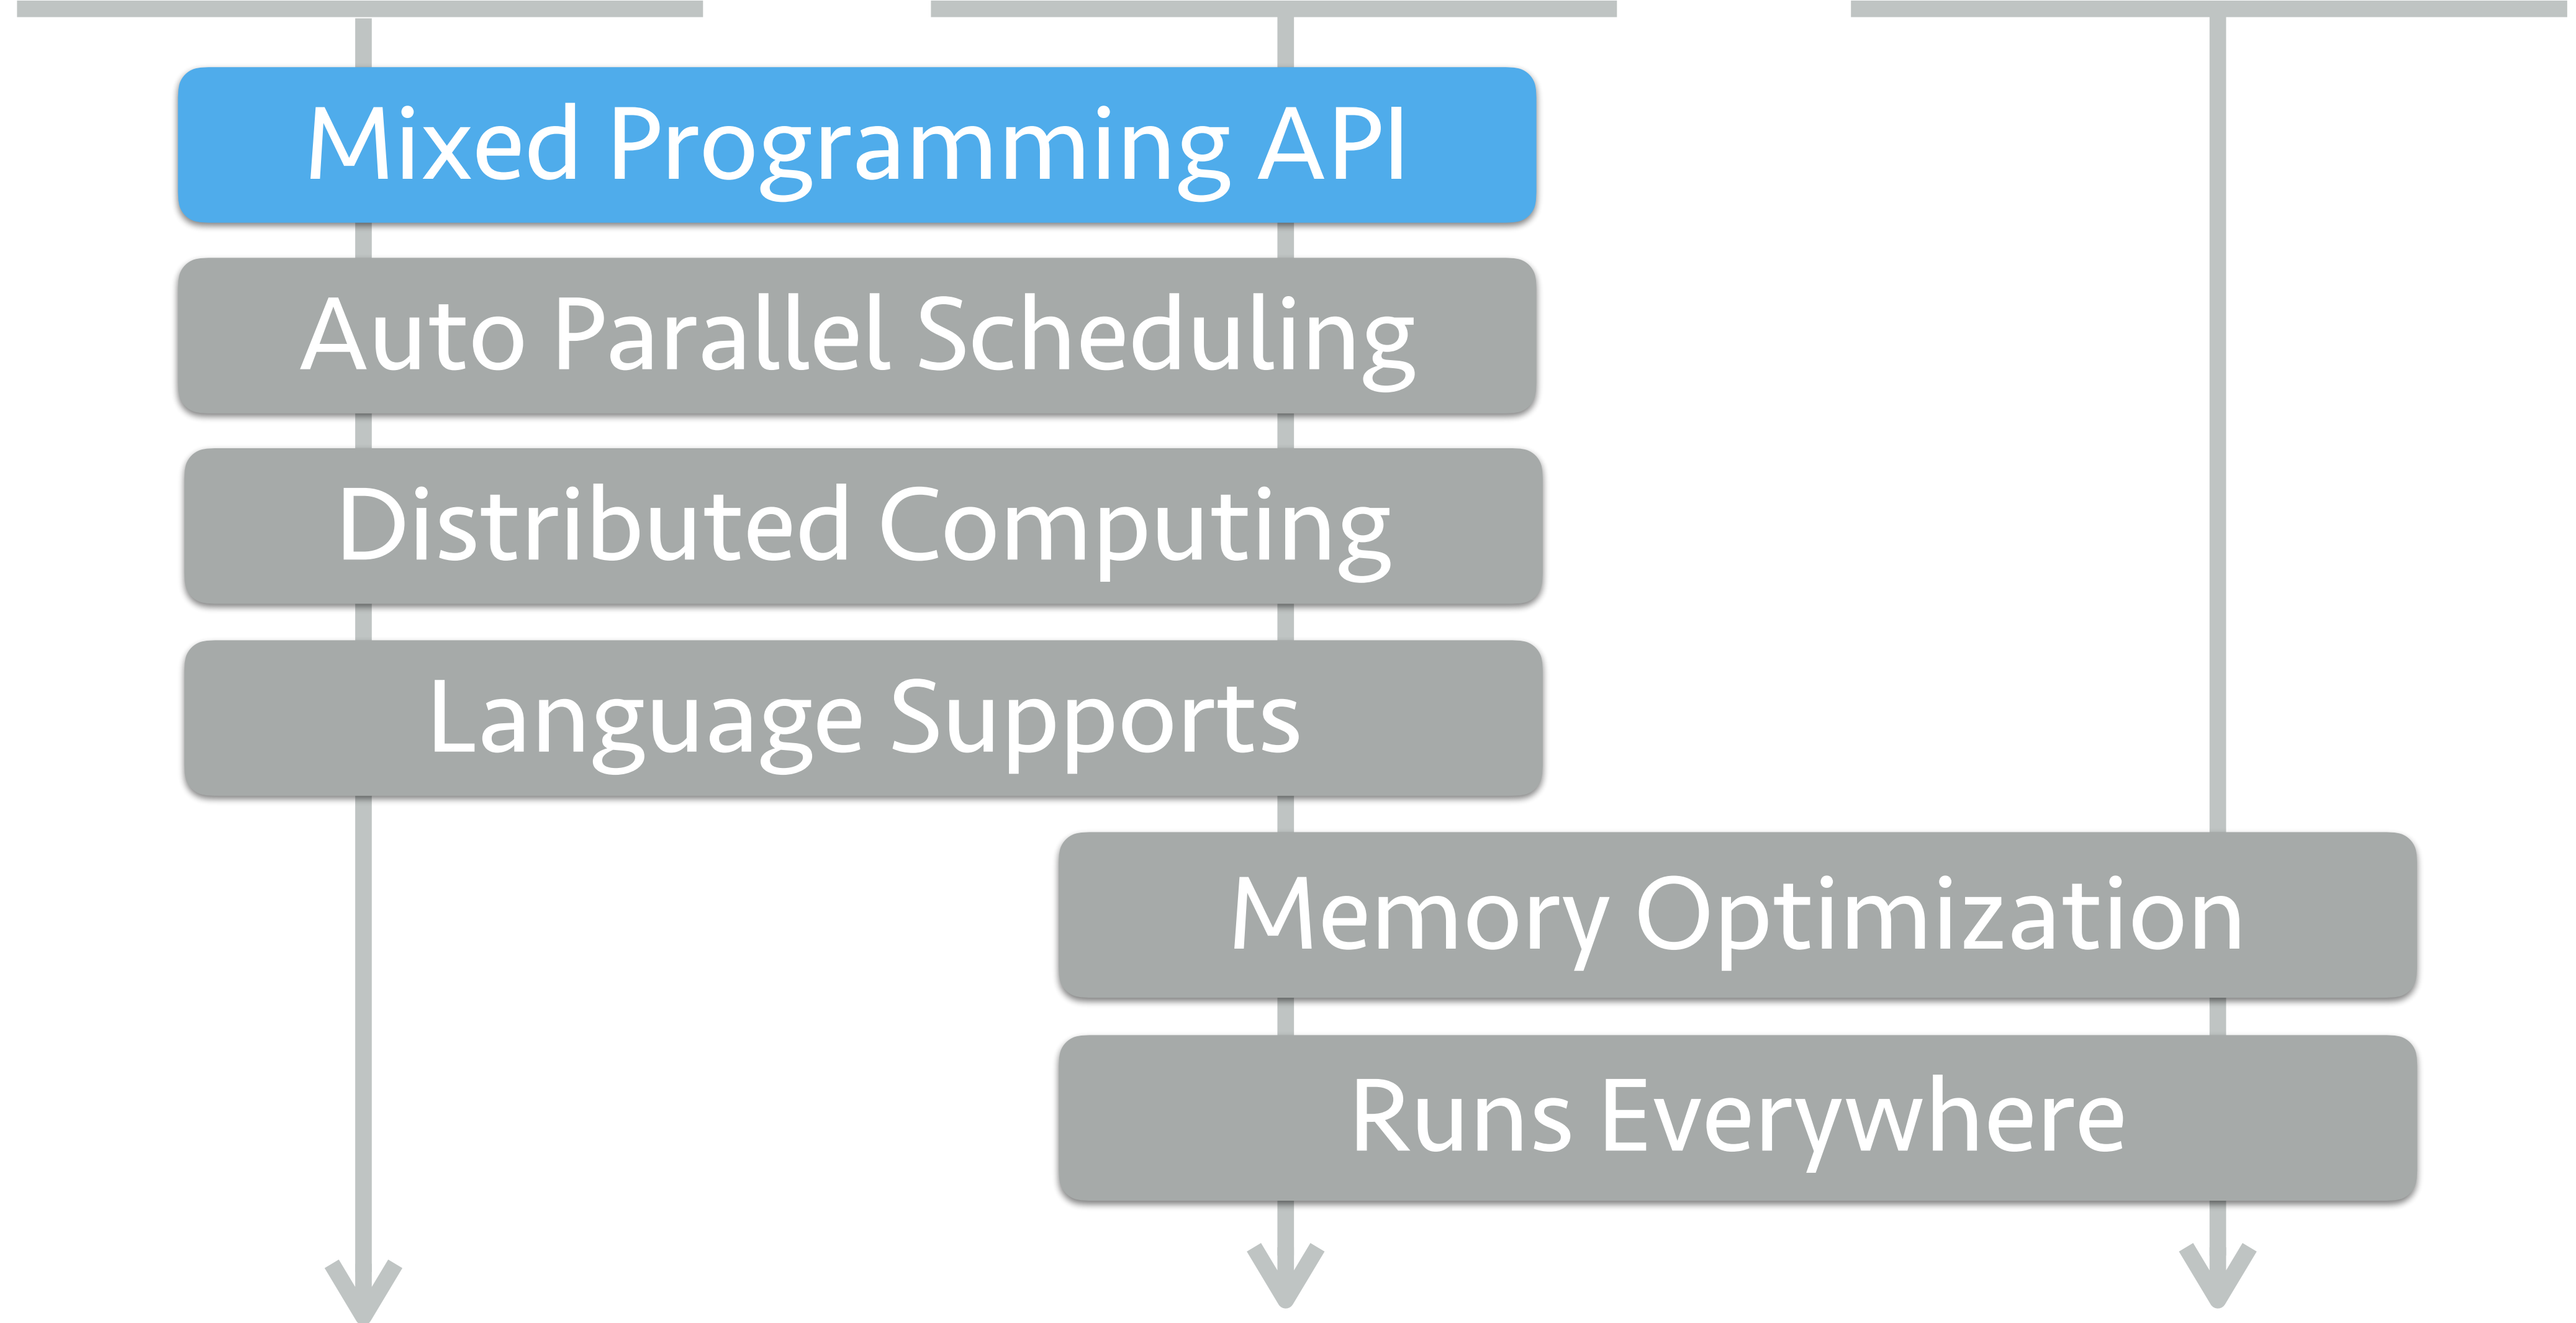 Mixed Programming API
Auto Parallel Scheduling
Distributed Computing
Language Supports
Memory Optimization
Runs Everywhere